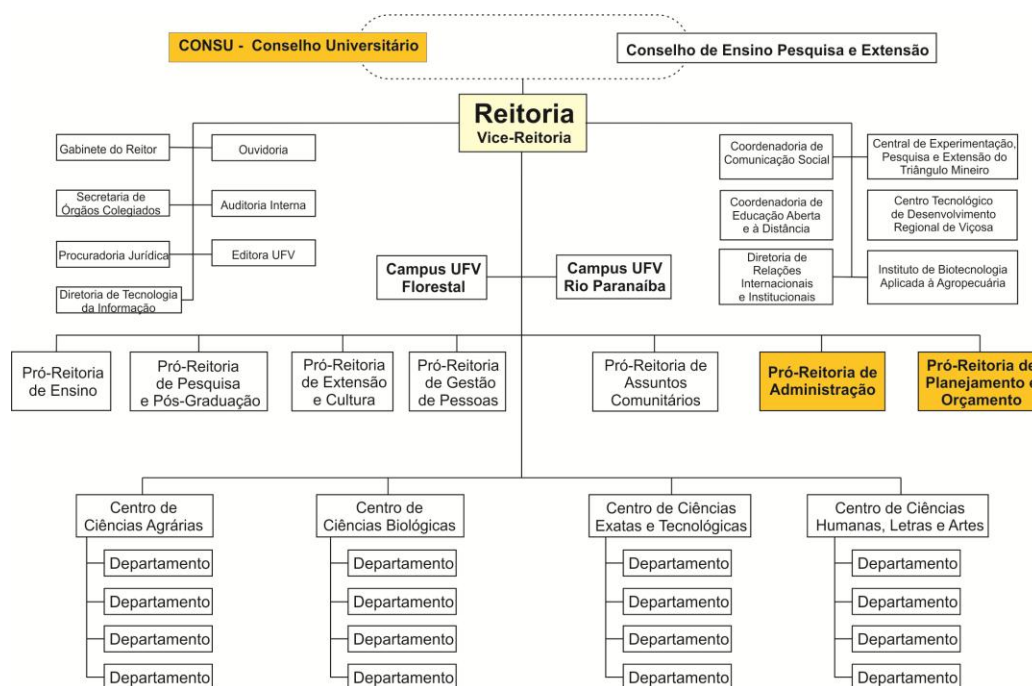 CONSU - Conselho Universitário
Conselho de Ensino Pesquisa e Extensão
Reitoria
Vice-Reitoria
Gabinete do Reitor
Ouvidoria
Secretaria de
Órgãos Colegiados
Auditoria Interna
Procuradoria Jurídica
Editora UFV
Diretoria de Tecnologia
da Informação
Coordenadoria de
Comunicação Social
Central de Experimentação,
Pesquisa e Extensão do
Triângulo Mineiro
Coordenadoria de
Educação Aberta
e à Distância
Centro Tecnológico
de Desenvolvimento
Regional de Viçosa
Diretoria de
Relações
Internacionais
e Institucionais
Instituto de Biotecnologia
Aplicada à Agropecuária
Campus UFV
Florestal
Campus UFV
Rio Paranaíba
Pró-Reitoria
de Ensino
Pró-Reitoria
de Pesquisa
e Pós-Graduação
Pró-Reitoria
de Extensão
e Cultura
Pró-Reitoria
de Gestão
de Pessoas
Pró-Reitoria de
Assuntos
Comunitários
Pró-Reitoria de
Administração
Pró-Reitoria de
Planejamento e
Orçamento
Centro de
Ciências Agrárias
Departamento
Departamento
Departamento
Departamento
Centro de
Ciências Biológicas
Departamento
Departamento
Departamento
Departamento
Centro de Ciências
Exatas e Tecnológicas
Departamento
Departamento
Departamento
Departamento
Centro de Ciências
Humanas, Letras e Artes
Departamento
Departamento
Departamento
Departamento